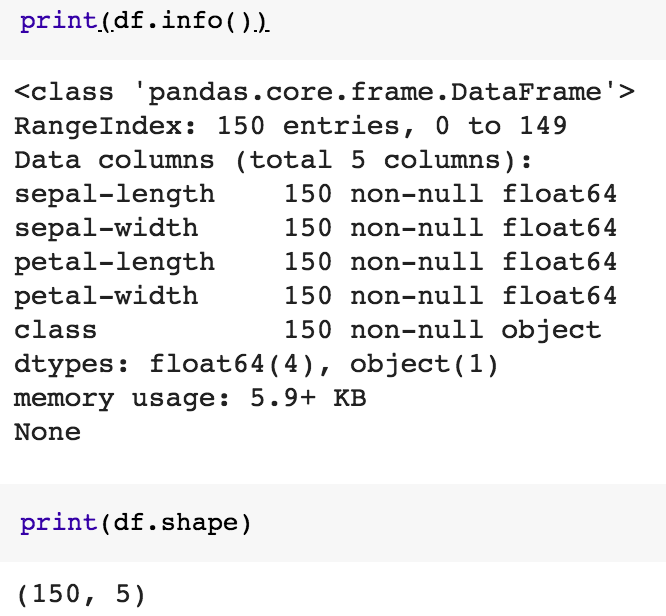 print(df.info())
<class 'pandas.core.frame.DataFrame'>
RangeIndex: 150 entries, 0 to 149
Data columns (total 5 columns):
sepal-length    150 non-null float64
sepal-width     150 non-null float64
petal-length    150 non-null float64
petal-width     150 non-null float64
class           150 non-null object
dtypes: float64(4), object(1)
memory usage: 5.9+ KB
None
print(df.shape)
(150, 5)